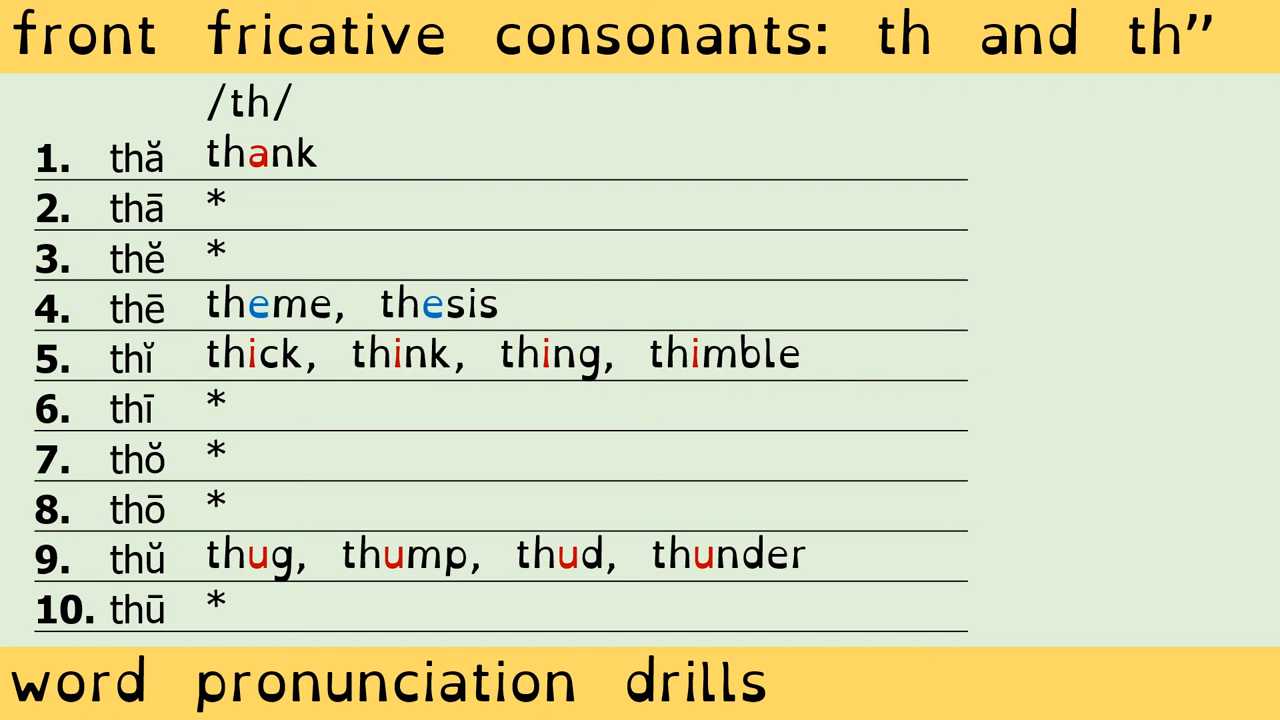 front fricative consonants: th and th”
/th/
1. thă thank
2. thā *
3. thĕ *
4. thē theme, thesis
5. thĭ thick, think, thing, thimble
6. thī *
7. thŏ *
8. thō *
9. thŭ thug, thump, thud, thunder
10. thū *
word pronunciation drills